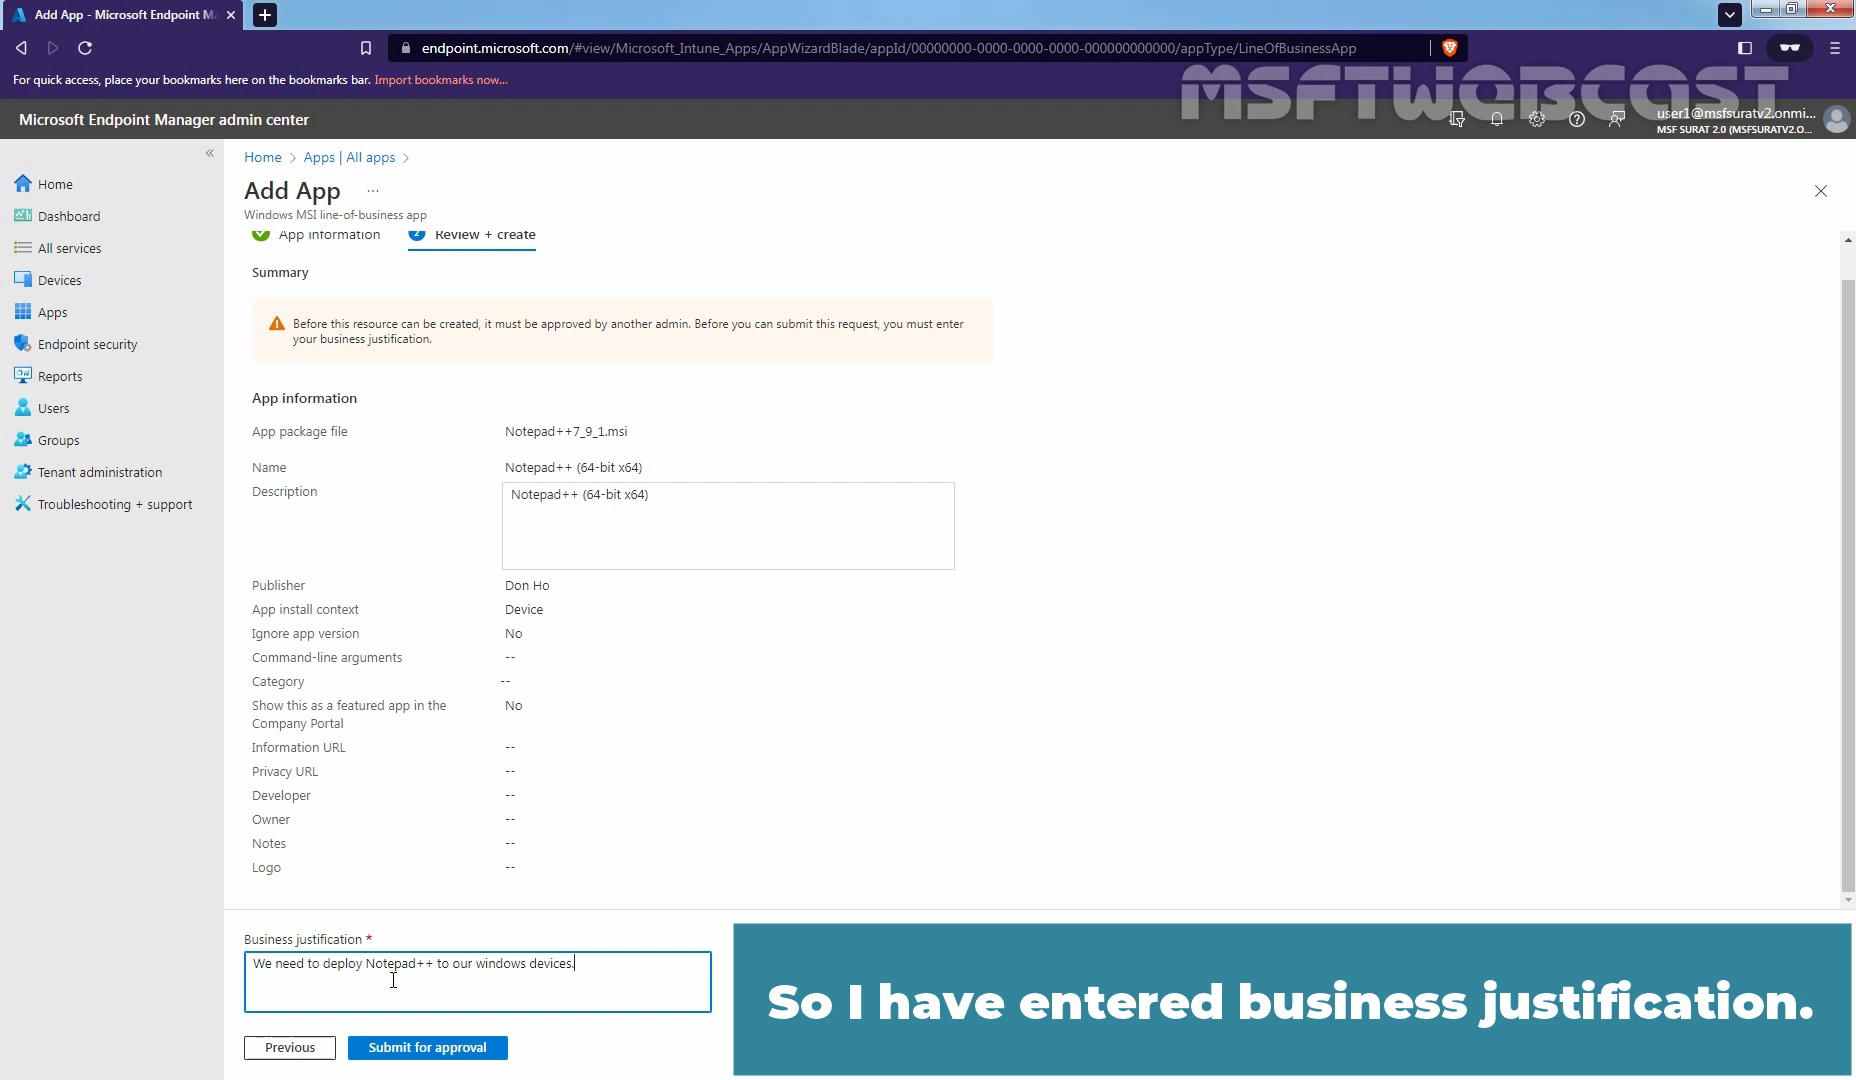 Add App - Microsoft Endpoint Ma
endpoint.microsoft.com/#view/Microsoft_Intune_Apps/AppWizardBlade/appId/00000000-0000-0000-0000-000000000000/appType/LineOfBusinessApp
For quick access, place your bookmarks here on the bookmarks bar. Import bookmarks now...
MSFTWEBCAST
Microsoft Endpoint Manager admin center
user1@msfsuratv2.onmi...
MSF SURAT 2.0 (MSFSURATV2.O...
Home > Apps | All apps >
Home
Dashboard
All services
Devices
Apps
Endpoint security
Reports
Users
Groups
Tenant administration
Troubleshooting + support
Add App ...
Windows MSI line-of-business app
App information
2 Review + create
Summary
Before this resource can be created, it must be approved by another admin. Before you can submit this request, you must enter
your business justification.
App information
App package file Notepad++7_9_1.msi
Name Notepad++ (64-bit x64)
Description Notepad++ (64-bit x64)
Publisher Don Ho
App install context Device
Ignore app version No
Command-line arguments --
Category --
Show this as a featured app in the No
Company Portal
Information URL --
Privacy URL --
Developer --
Owner --
Notes --
Logo --
Business justification *
We need to deploy Notepad++ to our windows devices.
Previous Submit for approval
So I have entered business justification.